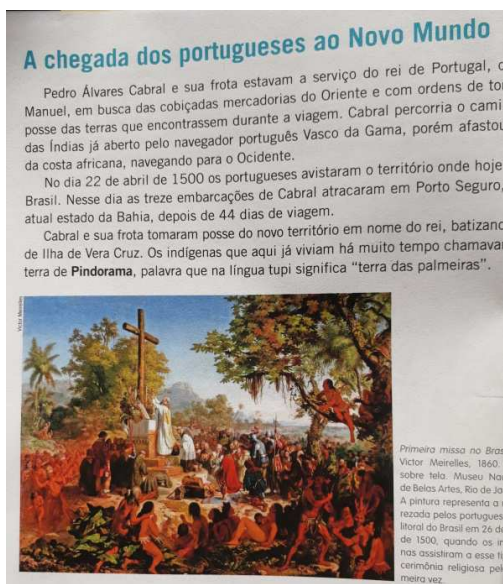 A chegada dos portugueses ao Novo Mundo
Pedro Álvares Cabral e sua frota estavam a serviço do rei de Portugal,
Manuel, em busca das cobiçadas mercadorias do Oriente e com ordens de
posse das terras que encontrassem durante a viagem. Cabral percorria o
das Índias já aberto pelo navegador português Vasco da Gama, porém
da costa africana, navegando para o Ocidente.
No dia 22 de abril de 1500 os portugueses avistaram o território onde hoje
Brasil. Nesse dia as treze embarcações de Cabral atracaram em Porto Seguro,
atual estado da Bahia, depois de 44 dias de viagem.
Cabral e sua frota tomaram posse do novo território em nome do rei,
de Ilha de Vera Cruz. Os indígenas que aqui já viviam há muito tempo
terra de Pindorama, palavra que na língua tupi significa “terra das palmeiras”.
Victor Meirelles
Primeira missa no
Victor Meirelles, 1860.
sobre tela. Museu
de Belas Artes, Rio de
A pintura representa a
rezada pelos
litoral do Brasil em 26
de 1500, quando os
nas assistiram a esse
cerimônia religiosa
meira vez.